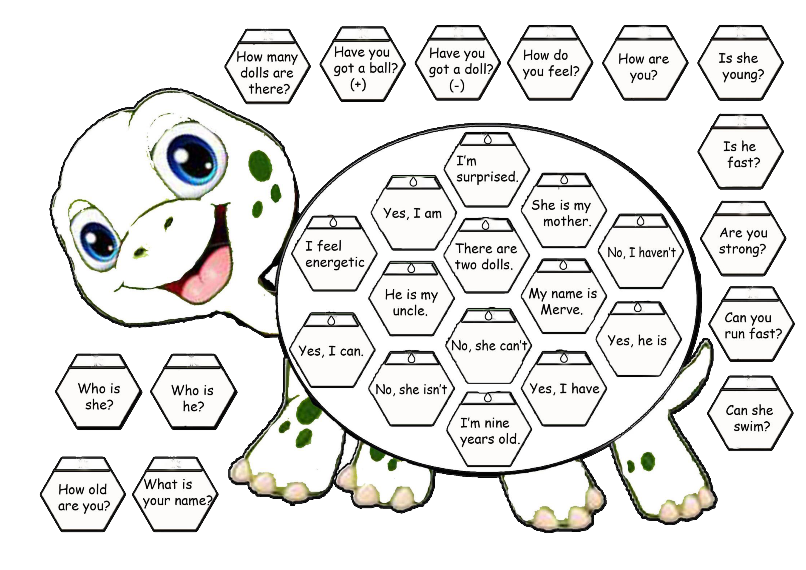 How many
dolls are
there?
Have you
got a ball?
(+)
Have you
got a doll?
(-)
How do
you feel?
How are
you?
Is she
young?
Is he
fast?
Are you
strong?
Can you
run fast?
Can she
swim?
I'm
surprised.
Yes, I am
She is my
mother.
I feel
energetic
There are
two dolls.
No, I haven't
He is my
uncle.
My name is
Merve.
Yes, I can.
No, she can't
Yes, he is
No, she isn't
Yes, I have
I'm nine
years old.
Who is
she?
Who is
he?
How old
are you?
What is
your name?